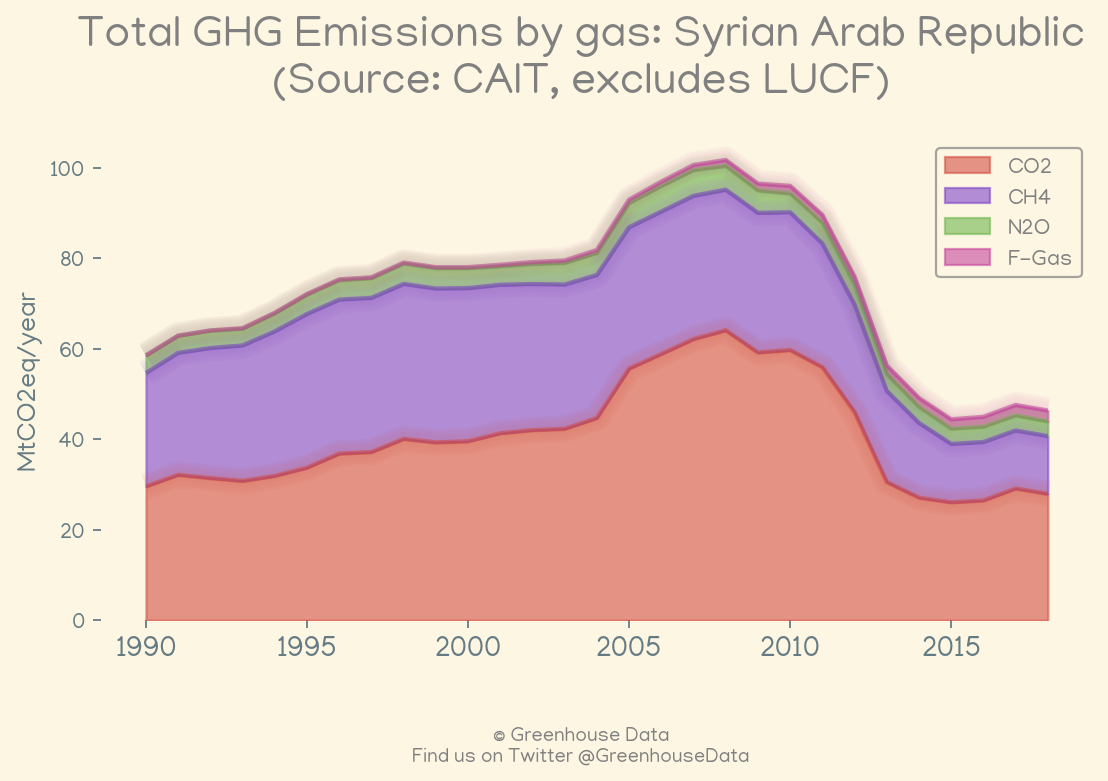 Total GHG Emissions by gas: Syrian Arab Republic
(Source: CAIT, excludes LUCF)
CO2
CH4
N2O
F-Gas
MtCO2eq/year
100
80
60
40
20
0
1990 1995 2000 2005 2010 2015
© Greenhouse Data
Find us on Twitter @GreenhouseData